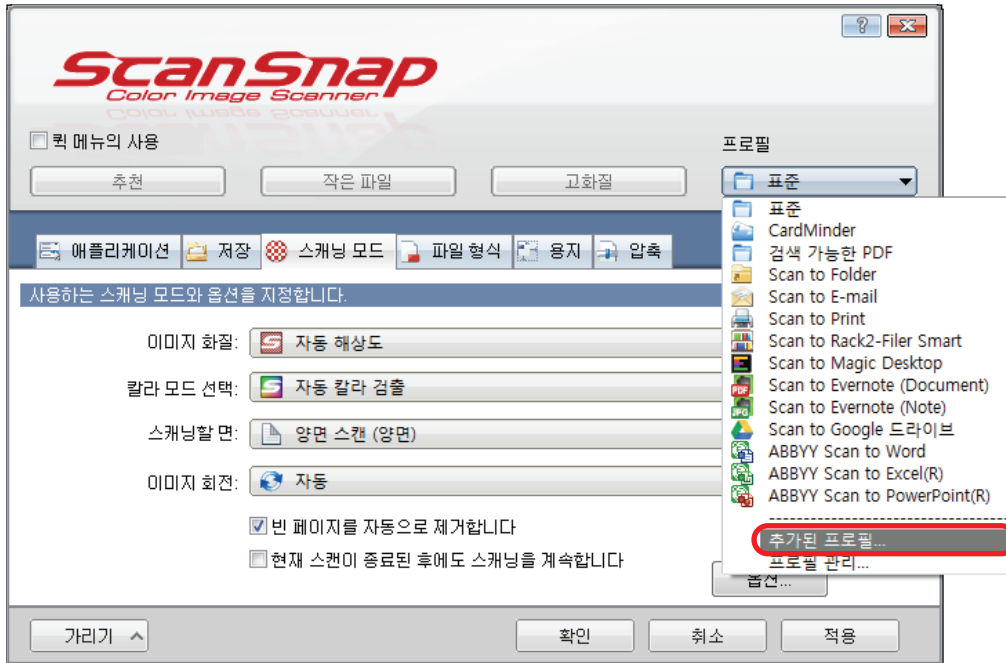 ScanSnap
Color Image Scanner
퀵 메뉴의 사용
프로필
추천 작은 파일 고화질 표준
애플리케이션 저장 스캐닝 모드 파일 형식 용지 압축
사용하는 스캐닝 모드와 옵션을 지정합니다.
이미지 화질: 자동 해상도
칼라 모드 선택: 자동 칼라 검출
스캐닝할 면: 양면 스캔 (양면)
이미지 회전: 자동
빈 페이지를 자동으로 제거합니다
현재 스캔이 종료된 후에도 스캐닝을 계속합니다
표준
CardMinder
검색 가능한 PDF
Scan to Folder
Scan to E-mail
Scan to Print
Scan to Rack2-Filer Smart
Scan to Magic Desktop
Scan to Evernote (Document)
Scan to Evernote (Note)
Scan to Google 드라이브
ABBYY Scan to Word
ABBYY Scan to Excel(R)
ABBYY Scan to PowerPoint(R)
추가된 프로필...
프로필 관리...
옵션...
가리기 확인 취소 적용